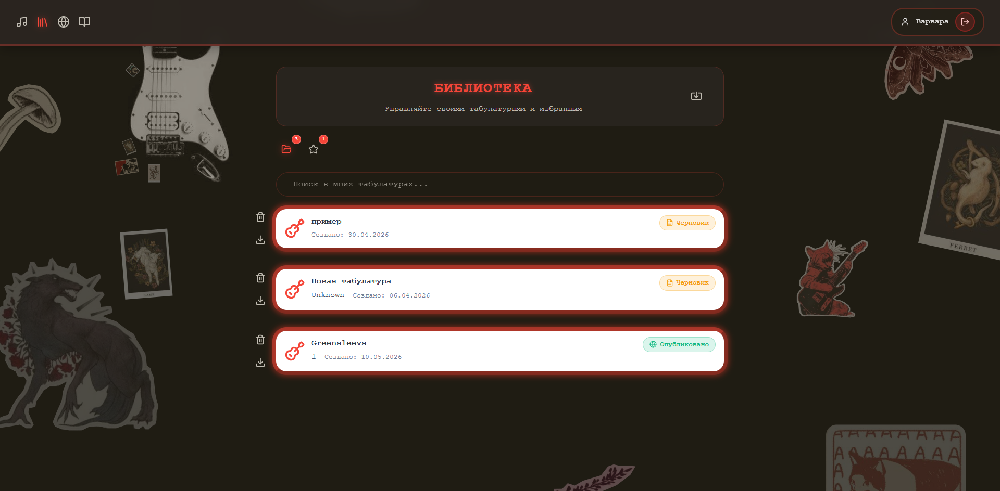 Варвара
БИБЛИОТЕКА
Управляйте своими табулатурами и избранным
3
1
Поиск в моих табулатурах...
пример
Черновик
Создано: 30.04.2026
Новая табулатура
Черновик
Unknown Создано: 06.04.2026
Greensleevs
Опубликовано
1 Создано: 10.05.2026
LAMB
FERRET
A A A A A A A A A
A A A A A
A
A